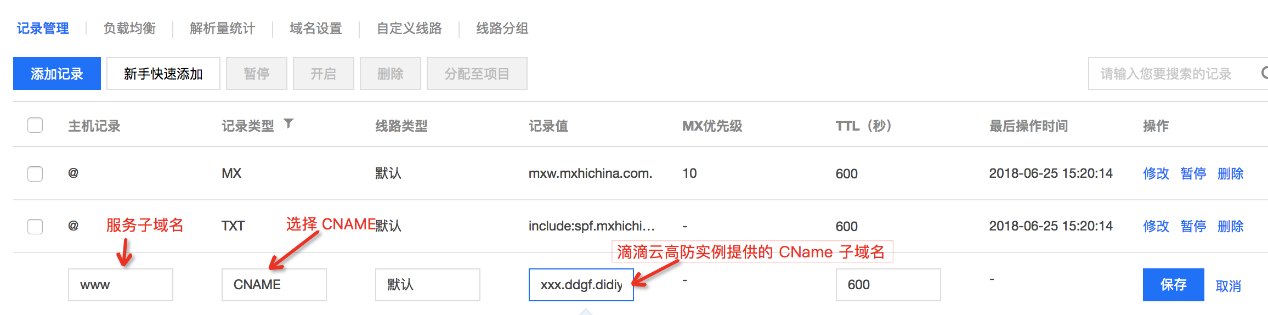 记录管理 负载均衡 解析量统计 域名设置 自定义线路 线路分组
添加记录 新手快速添加 暂停 开启 删除 分配至项目 请输入您要搜索的记录
主机记录 记录类型 线路类型 记录值 MX优先级 TTL（秒） 最后操作时间 操作
@ MX 默认 mxw.mxhichina.com. 10 600 2018-06-25 15:20:14 修改 暂停 删除
@ 服务子域名 TXT 选择 CNAME 默认 include:spf.mxhichi... - 600 2018-06-25 15:20:14 修改 暂停 删除
滴滴云高防实例提供的 CName 子域名
www CNAME 默认 xxx.ddgf.didiy - 600 - 保存 取消